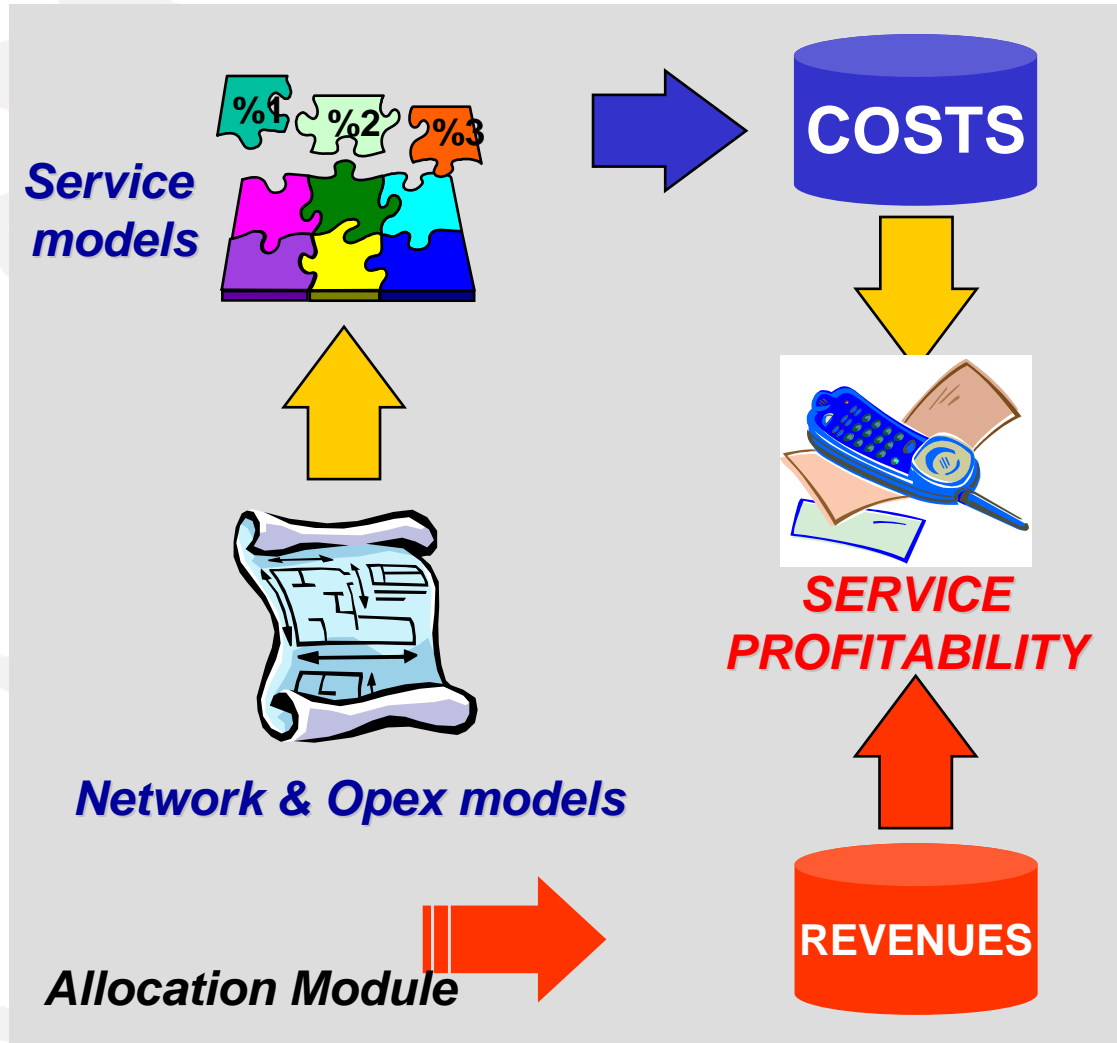 %1
%2
%3
COSTS
Service
models
SERVICE
PROFITABILITY
Network & Opex models
REVENUES
Allocation Module